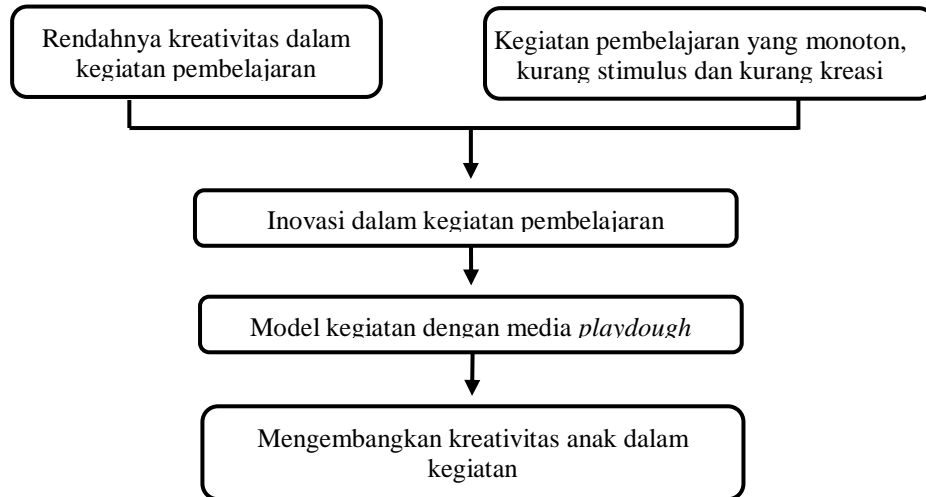 Rendahnya kreativitas dalam
kegiatan pembelajaran
Kegiatan pembelajaran yang monoton,
kurang stimulus dan kurang kreasi
Inovasi dalam kegiatan pembelajaran
Model kegiatan dengan media playdough
Mengembangkan kreativitas anak dalam
kegiatan